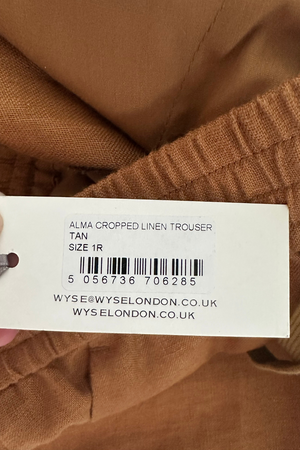 ALMA CROPPED LINEN TROUSER
TAN
SIZE 1R
5 056736 706285
WYSE@WYSELONDON.CO.UK
WYSELONDON.CO.UK